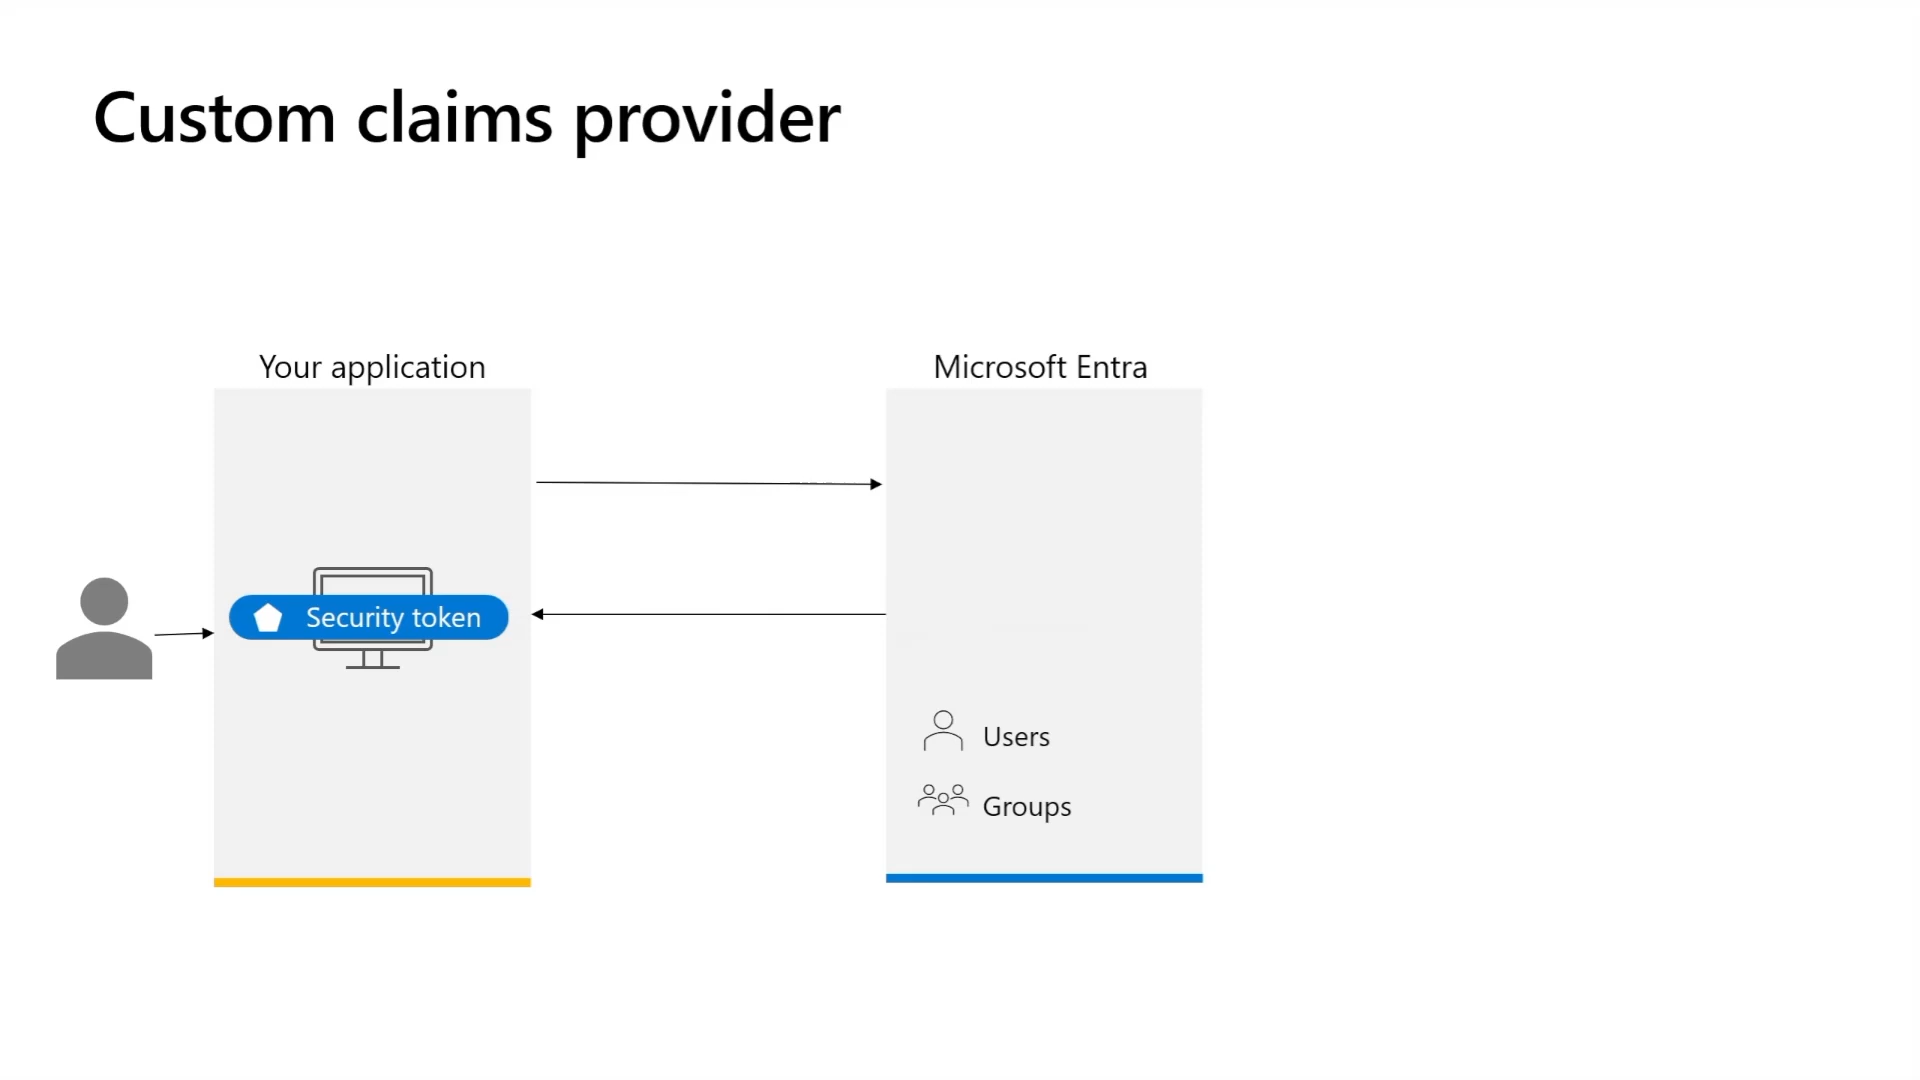 Custom claims provider
Your application
Microsoft Entra
Security token
Users
Groups